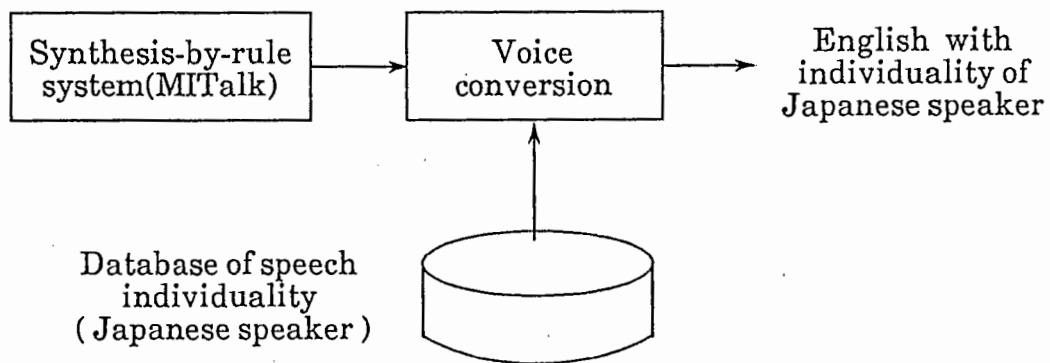 Synthesis-by-rule
system(MITalk)
Voice
conversion
English with
individuality of
Japanese speaker
Database of speech
individuality
( Japanese speaker )